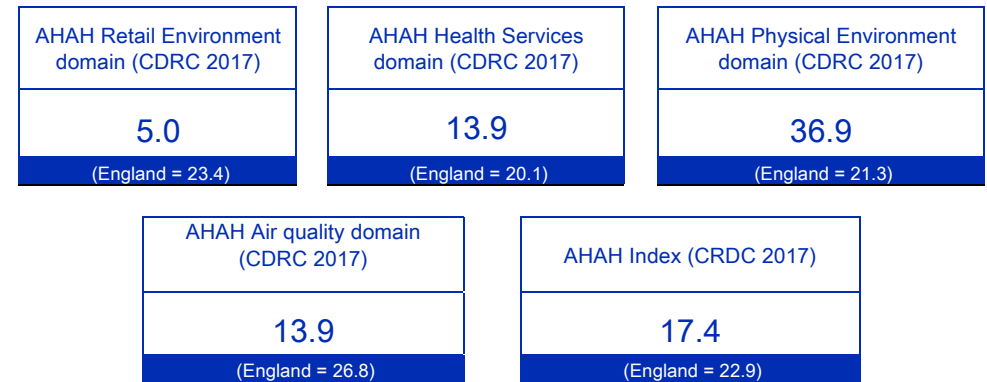 AHAH Retail Environment
domain (CDRC 2017)
5.0
(England = 23.4)
AHAH Health Services
domain (CDRC 2017)
13.9
(England = 20.1)
AHAH Physical Environment
domain (CDRC 2017)
36.9
(England = 21.3)
AHAH Air quality domain
(CDRC 2017)
13.9
(England = 26.8)
AHAH Index (CRDC 2017)
17.4
(England = 22.9)